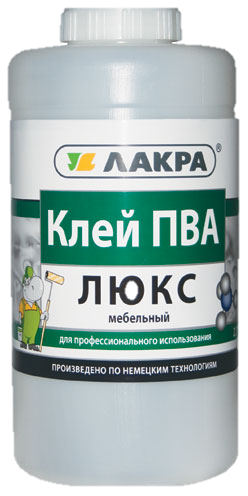 ЛАКРА®
Клей ПВА
ЛЮКС
мебельный
для профессионального использования
ПРОИЗВЕДЕНО ПО НЕМЕЦКИМ ТЕХНОЛОГИЯМ